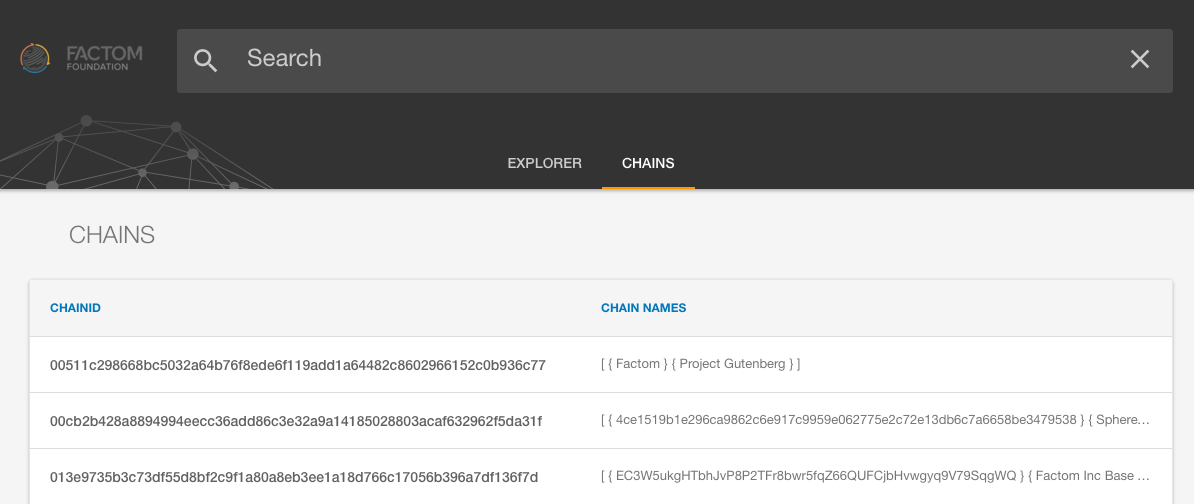 FACTOM
FOUNDATION
Search
EXPLORER
CHAINS
CHAINS
CHAINID
CHAIN NAMES
00511c298668bc5032a64b76f8ede6f119add1a64482c8602966152c0b936c77
[ { Factom } { Project Gutenberg } ]
00cb2b428a8894994eecc36add86c3e32a9a14185028803acaf632962f5da31f
[ { 4ce1519b1e296ca9862c6e917c9959e062775e2c72e13db6c7a6658be3479538 } { Sphere...
013e9735b3c73df55d8bf2c9f1a80a8eb3ee1a18d766c17056b396a7df136f7d
[ { EC3W5ukgHTbhJvP8P2TFr8bwr5fqZ66QUFCjbHvwgyq9V79SqgWQ } { Factom Inc Base ...